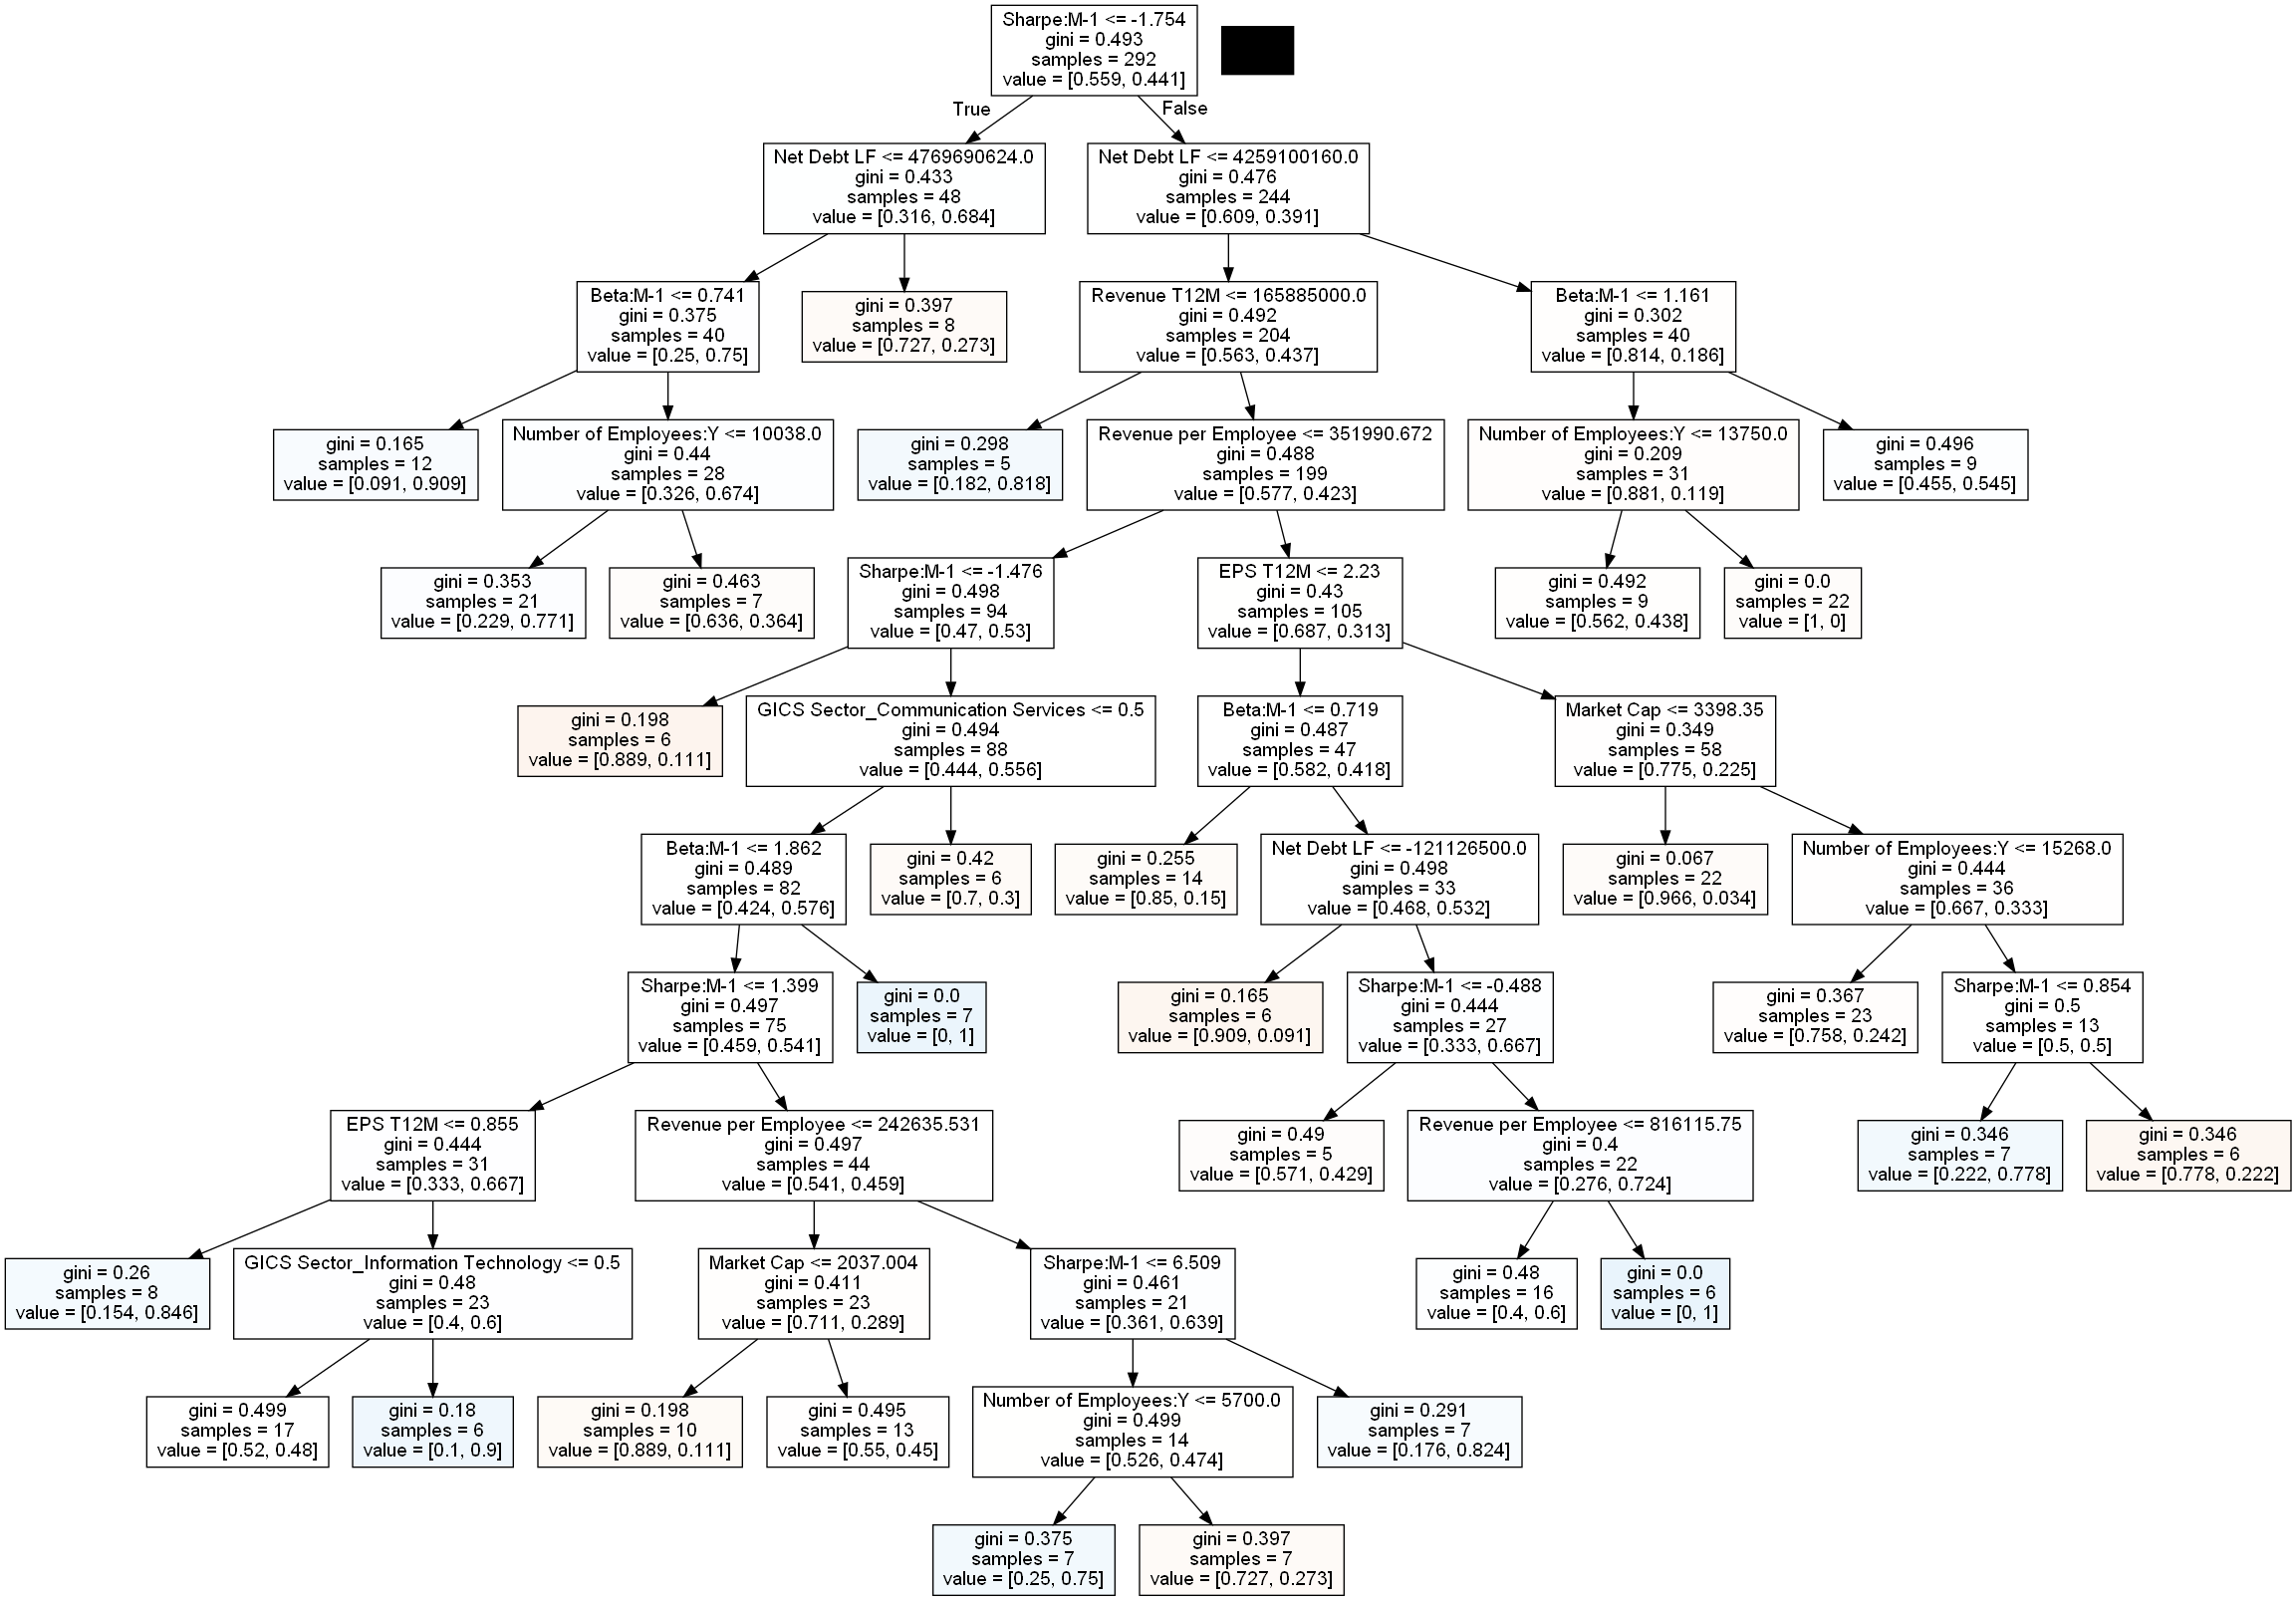 Sharpe:M-1 <= -1.754
gini = 0.493
samples = 292
value = [0.559, 0.441]
True
False
Net Debt LF <= 4769690624.0
gini = 0.433
samples = 48
value = [0.316, 0.684]
Net Debt LF <= 4259100160.0
gini = 0.476
samples = 244
value = [0.609, 0.391]
Beta:M-1 <= 0.741
gini = 0.375
samples = 40
value = [0.25, 0.75]
gini = 0.397
samples = 8
value = [0.727, 0.273]
Revenue T12M <= 165885000.0
gini = 0.492
samples = 204
value = [0.563, 0.437]
Beta:M-1 <= 1.161
gini = 0.302
samples = 40
value = [0.814, 0.186]
gini = 0.165
samples = 12
value = [0.091, 0.909]
Number of Employees:Y <= 10038.0
gini = 0.44
samples = 28
value = [0.326, 0.674]
gini = 0.298
samples = 5
value = [0.182, 0.818]
Revenue per Employee <= 351990.672
gini = 0.488
samples = 199
value = [0.577, 0.423]
Number of Employees:Y <= 13750.0
gini = 0.209
samples = 31
value = [0.881, 0.119]
gini = 0.496
samples = 9
value = [0.455, 0.545]
gini = 0.353
samples = 21
value = [0.229, 0.771]
gini = 0.463
samples = 7
value = [0.636, 0.364]
Sharpe:M-1 <= -1.476
gini = 0.498
samples = 94
value = [0.47, 0.53]
EPS T12M <= 2.23
gini = 0.43
samples = 105
value = [0.687, 0.313]
gini = 0.492
samples = 9
value = [0.562, 0.438]
gini = 0.0
samples = 22
value = [1, 0]
gini = 0.198
samples = 6
value = [0.889, 0.111]
GICS Sector_Communication Services <= 0.5
gini = 0.494
samples = 88
value = [0.444, 0.556]
Beta:M-1 <= 0.719
gini = 0.487
samples = 47
value = [0.582, 0.418]
Market Cap <= 3398.35
gini = 0.349
samples = 58
value = [0.775, 0.225]
Beta:M-1 <= 1.862
gini = 0.489
samples = 82
value = [0.424, 0.576]
gini = 0.42
samples = 6
value = [0.7, 0.3]
gini = 0.255
samples = 14
value = [0.85, 0.15]
Net Debt LF <= -121126500.0
gini = 0.498
samples = 33
value = [0.468, 0.532]
gini = 0.067
samples = 22
value = [0.966, 0.034]
Number of Employees:Y <= 15268.0
gini = 0.444
samples = 36
value = [0.667, 0.333]
Sharpe:M-1 <= 1.399
gini = 0.497
samples = 75
value = [0.459, 0.541]
gini = 0.0
samples = 7
value = [0, 1]
gini = 0.165
samples = 6
value = [0.909, 0.091]
Sharpe:M-1 <= -0.488
gini = 0.444
samples = 27
value = [0.333, 0.667]
gini = 0.367
samples = 23
value = [0.758, 0.242]
Sharpe:M-1 <= 0.854
gini = 0.5
samples = 13
value = [0.5, 0.5]
EPS T12M <= 0.855
gini = 0.444
samples = 31
value = [0.333, 0.667]
Revenue per Employee <= 242635.531
gini = 0.497
samples = 44
value = [0.541, 0.459]
gini = 0.49
samples = 5
value = [0.571, 0.429]
Revenue per Employee <= 816115.75
gini = 0.4
samples = 22
value = [0.276, 0.724]
gini = 0.346
samples = 7
value = [0.222, 0.778]
gini = 0.346
samples = 6
value = [0.778, 0.222]
gini = 0.26
samples = 8
value = [0.154, 0.846]
GICS Sector_Information Technology <= 0.5
gini = 0.48
samples = 23
value = [0.4, 0.6]
Market Cap <= 2037.004
gini = 0.411
samples = 23
value = [0.711, 0.289]
Sharpe:M-1 <= 6.509
gini = 0.461
samples = 21
value = [0.361, 0.639]
gini = 0.48
samples = 16
value = [0.4, 0.6]
gini = 0.0
samples = 6
value = [0, 1]
gini = 0.499
samples = 17
value = [0.52, 0.48]
gini = 0.18
samples = 6
value = [0.1, 0.9]
gini = 0.198
samples = 10
value = [0.889, 0.111]
gini = 0.495
samples = 13
value = [0.55, 0.45]
Number of Employees:Y <= 5700.0
gini = 0.499
samples = 14
value = [0.526, 0.474]
gini = 0.291
samples = 7
value = [0.176, 0.824]
gini = 0.375
samples = 7
value = [0.25, 0.75]
gini = 0.397
samples = 7
value = [0.727, 0.273]